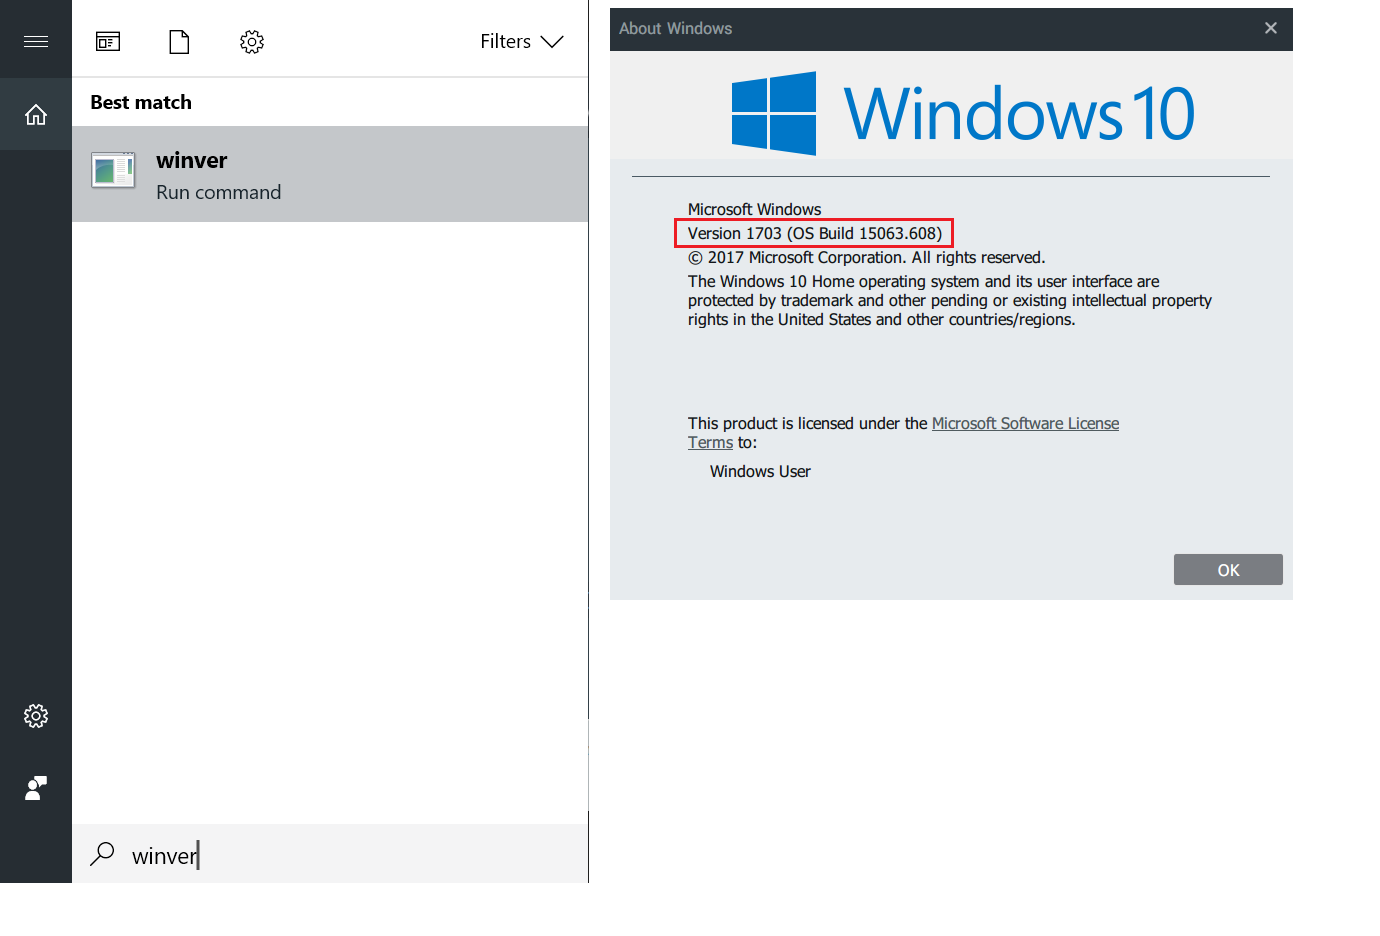 Filters
Best match
winver
Run command
winver
About Windows
Windows 10
Microsoft Windows
Version 1703 (OS Build 15063.608)
© 2017 Microsoft Corporation. All rights reserved.
The Windows 10 Home operating system and its user interface are
protected by trademark and other pending or existing intellectual property
rights in the United States and other countries/regions.
This product is licensed under the Microsoft Software License
Terms to:
Windows User
OK